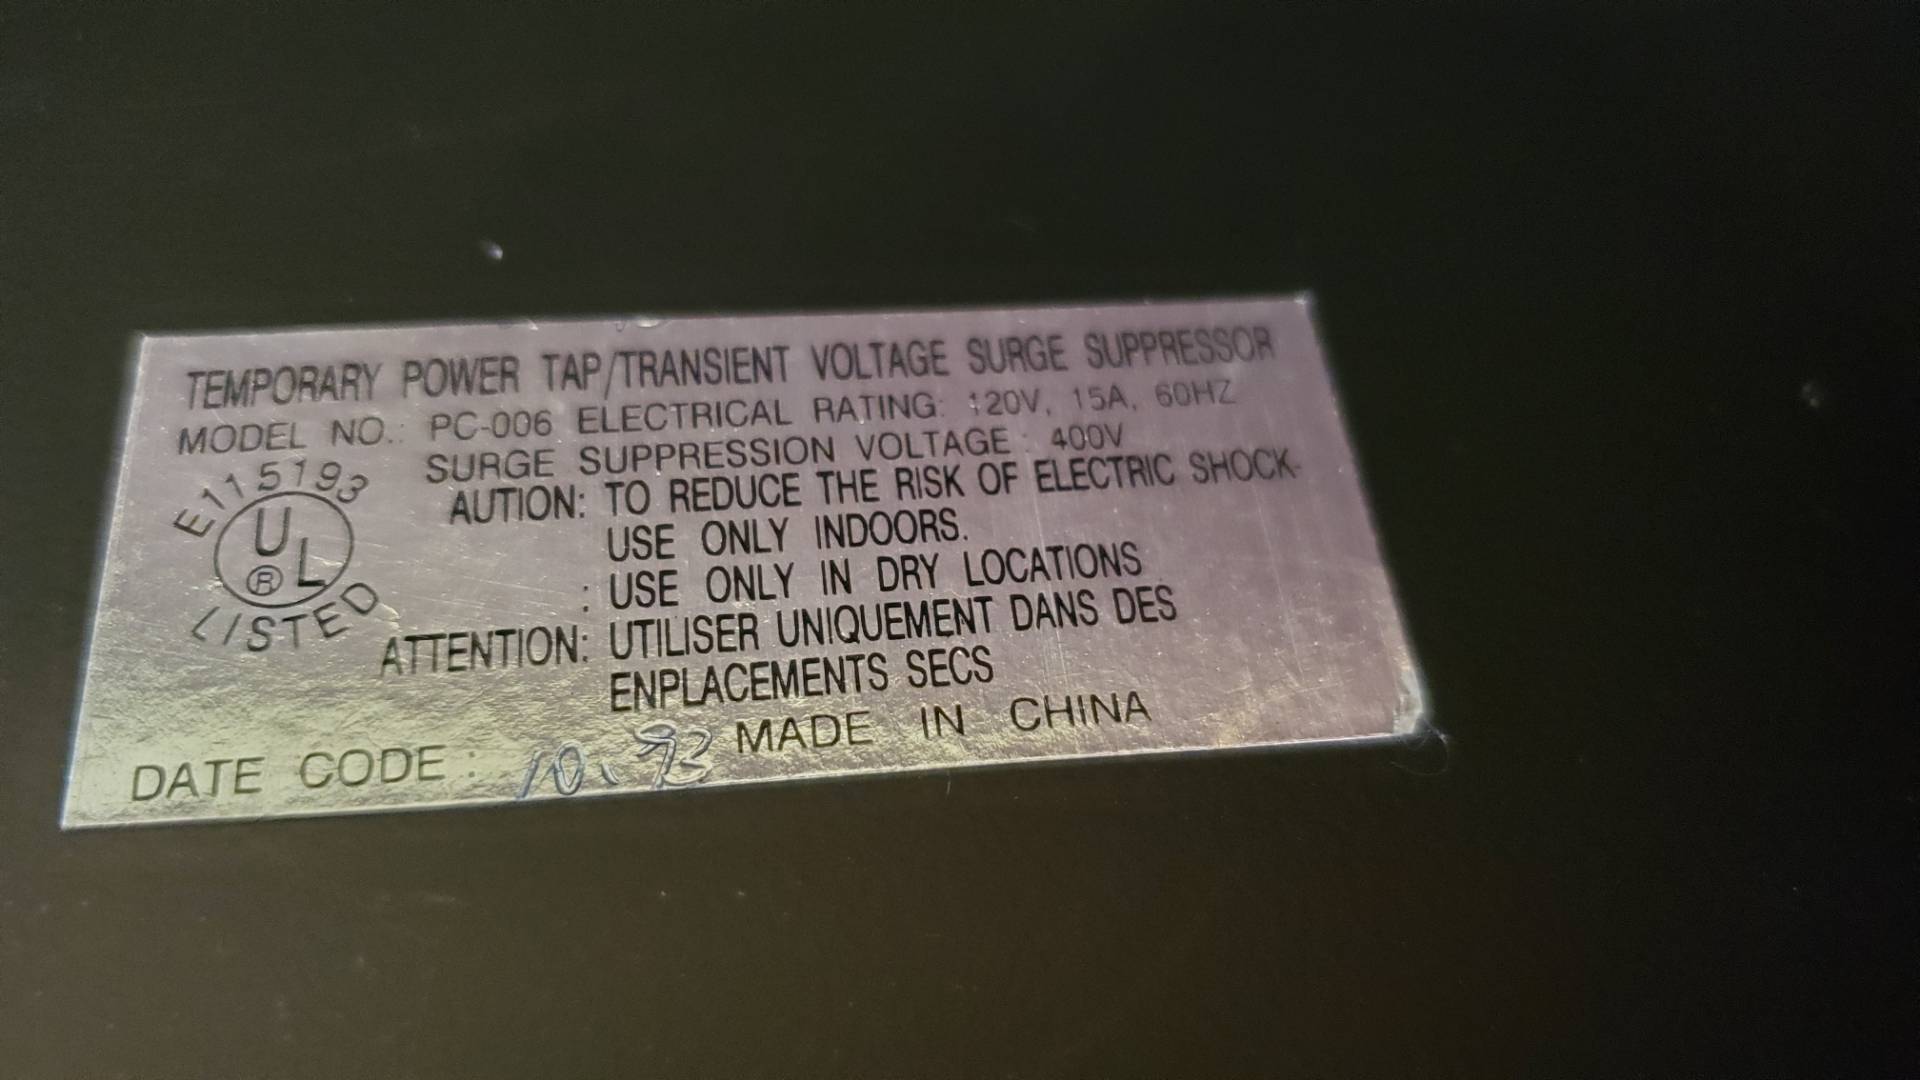 TEMPORARY POWER TAP/TRANSIENT VOLTAGE SURGE SUPPRESSOR
MODEL NO.: PC-006 ELECTRICAL RATING: 120V, 15A, 60HZ
SURGE SUPPRESSION VOLTAGE: 400V
E115193
UL
®
LISTED
AUTION: TO REDUCE THE RISK OF ELECTRIC SHOCK-
USE ONLY INDOORS.
: USE ONLY IN DRY LOCATIONS
ATTENTION: UTILISER UNIQUEMENT DANS DES
ENPLACEMENTS SECS
DATE CODE: 10.93 MADE IN CHINA